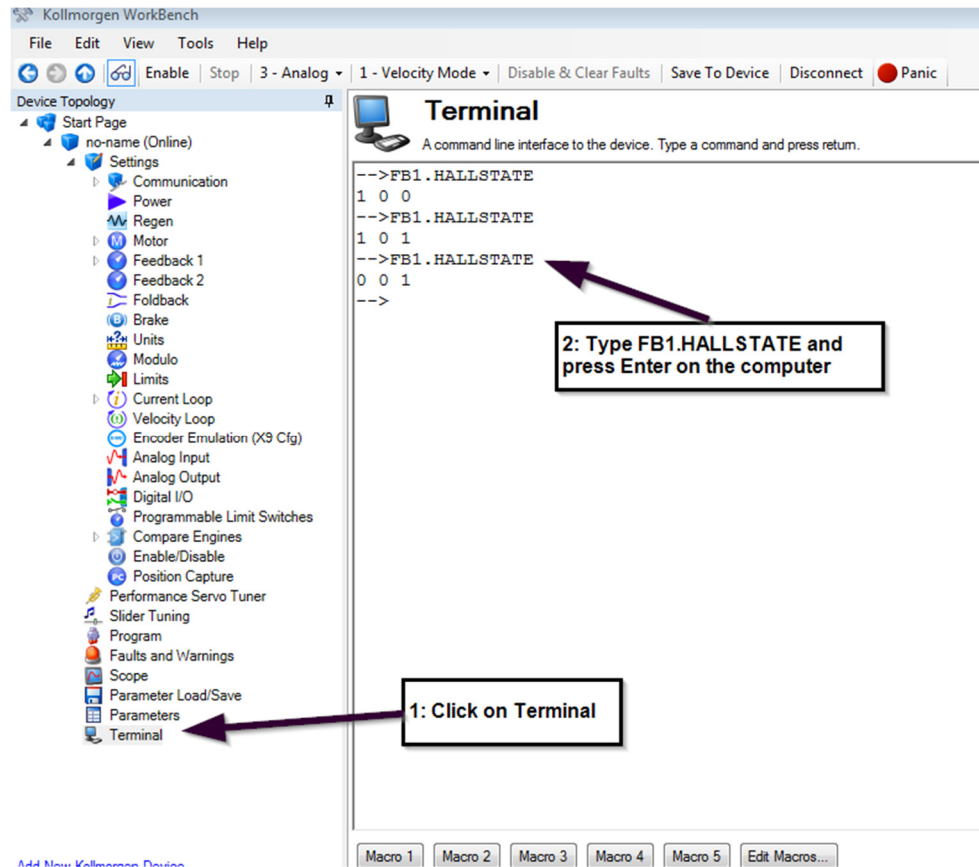 Kollmorgen WorkBench
File Edit View Tools Help
Enable Stop 3 - Analog 1 - Velocity Mode Disable & Clear Faults Save To Device Disconnect Panic
Device Topology
Start Page
no-name (Online)
Settings
Communication
Power
Regen
Motor
Feedback 1
Feedback 2
Foldback
Brake
Units
Modulo
Limits
Current Loop
Velocity Loop
Encoder Emulation (X9 Cfg)
Analog Input
Analog Output
Digital I/O
Programmable Limit Switches
Compare Engines
Enable/Disable
Position Capture
Performance Servo Tuner
Slider Tuning
Program
Faults and Warnings
Scope
Parameter Load/Save
Parameters
Terminal
Add New Kollmorgen Device
Terminal
A command line interface to the device. Type a command and press return.
-->FB1.HALLSTATE
1 0 0
-->FB1.HALLSTATE
1 0 1
-->FB1.HALLSTATE
0 0 1
-->
2: Type FB1.HALLSTATE and
press Enter on the computer
1: Click on Terminal
Macro 1 Macro 2 Macro 3 Macro 4 Macro 5 Edit Macros...